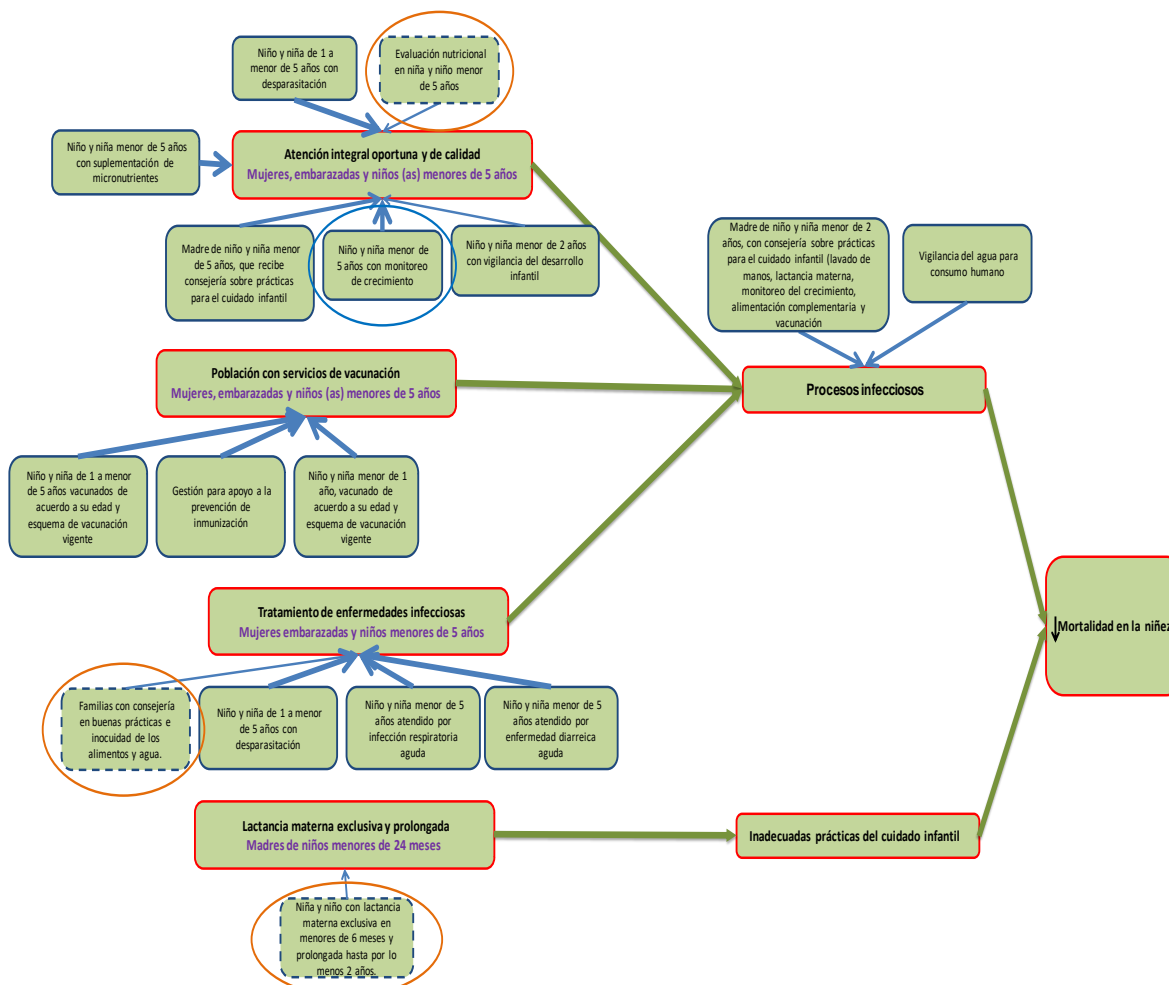 Niño y niña de 1 a
menor de 5 años con
desparasitación
Evaluación nutricional
en niña y niño menor
de 5 años
Niño y niña menor de 5 años
con suplementación de
micronutrientes
Atención integral oportuna y de calidad
Mujeres, embarazadas y niños (as) menores de 5 años
Madre de niño y niña menor
de 5 años, que recibe
consejería sobre prácticas
para el cuidado infantil
Niño y niña menor de
5 años con monitoreo
de crecimiento
Niño y niña menor de 2 años
con vigilancia del desarrollo
infantil
Madre de niño y niña menor de 2
años, con consejería sobre prácticas
para el cuidado infantil (lavado de
manos, lactancia materna,
monitoreo del crecimiento,
alimentación complementaria y
vacunación
Vigilancia del agua para
consumo humano
Población con servicios de vacunación
Mujeres, embarazadas y niños (as) menores de 5 años
Procesos infecciosos
Niño y niña de 1 a menor
de 5 años vacunados de
acuerdo a su edad y
esquema de vacunación
vigente
Gestión para apoyo a la
prevención de
inmunización
Niño y niña menor de 1
año, vacunado de
acuerdo a su edad y
esquema de vacunación
vigente
Tratamiento de enfermedades infecciosas
Mujeres embarazadas y niños menores de 5 años
Mortalidad en la niñez
Familias con consejería
en buenas prácticas e
inocuidad de los
alimentos y agua.
Niño y niña de 1 a menor
de 5 años con
desparasitación
Niño y niña menor de 5
años atendido por
infección respiratoria
aguda
Niño y niña menor de 5
años atendido por
enfermedad diarreica
aguda
Lactancia materna exclusiva y prolongada
Madres de niños menores de 24 meses
Inadecuadas prácticas del cuidado infantil
Niña y niño con lactancia
materna exclusiva en
menores de 6 meses y
prolongada hasta por lo
menos 2 años.